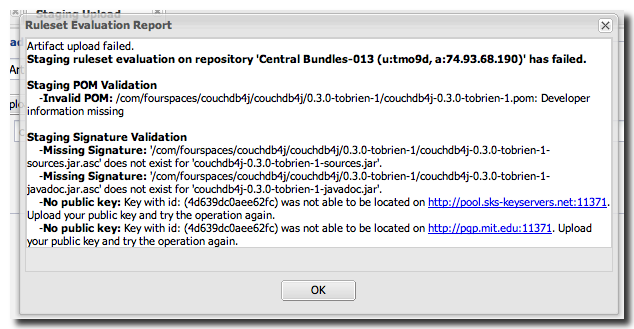 Staging Upload
Ruleset Evaluation Report
Artifact upload failed.
Staging ruleset evaluation on repository 'Central Bundles-013 (u:tmo9d, a:74.93.68.190)' has failed.
Staging POM Validation
-Invalid POM: /com/fourspaces/couchdb4j/couchdb4j/0.3.0-tobrien-1/couchdb4j-0.3.0-tobrien-1.pom: Developer
information missing
Staging Signature Validation
-Missing Signature: '/com/fourspaces/couchdb4j/couchdb4j/0.3.0-tobrien-1/couchdb4j-0.3.0-tobrien-1-
sources.jar.asc' does not exist for 'couchdb4j-0.3.0-tobrien-1-sources.jar'.
-Missing Signature: '/com/fourspaces/couchdb4j/couchdb4j/0.3.0-tobrien-1/couchdb4j-0.3.0-tobrien-1-
javadoc.jar.asc' does not exist for 'couchdb4j-0.3.0-tobrien-1-javadoc.jar'.
-No public key: Key with id: (4d639dc0aee62fc) was not able to be located on http://pool.sks-keyservers.net:11371.
Upload your public key and try the operation again.
-No public key: Key with id: (4d639dc0aee62fc) was not able to be located on http://pgp.mit.edu:11371. Upload
your public key and try the operation again.
OK